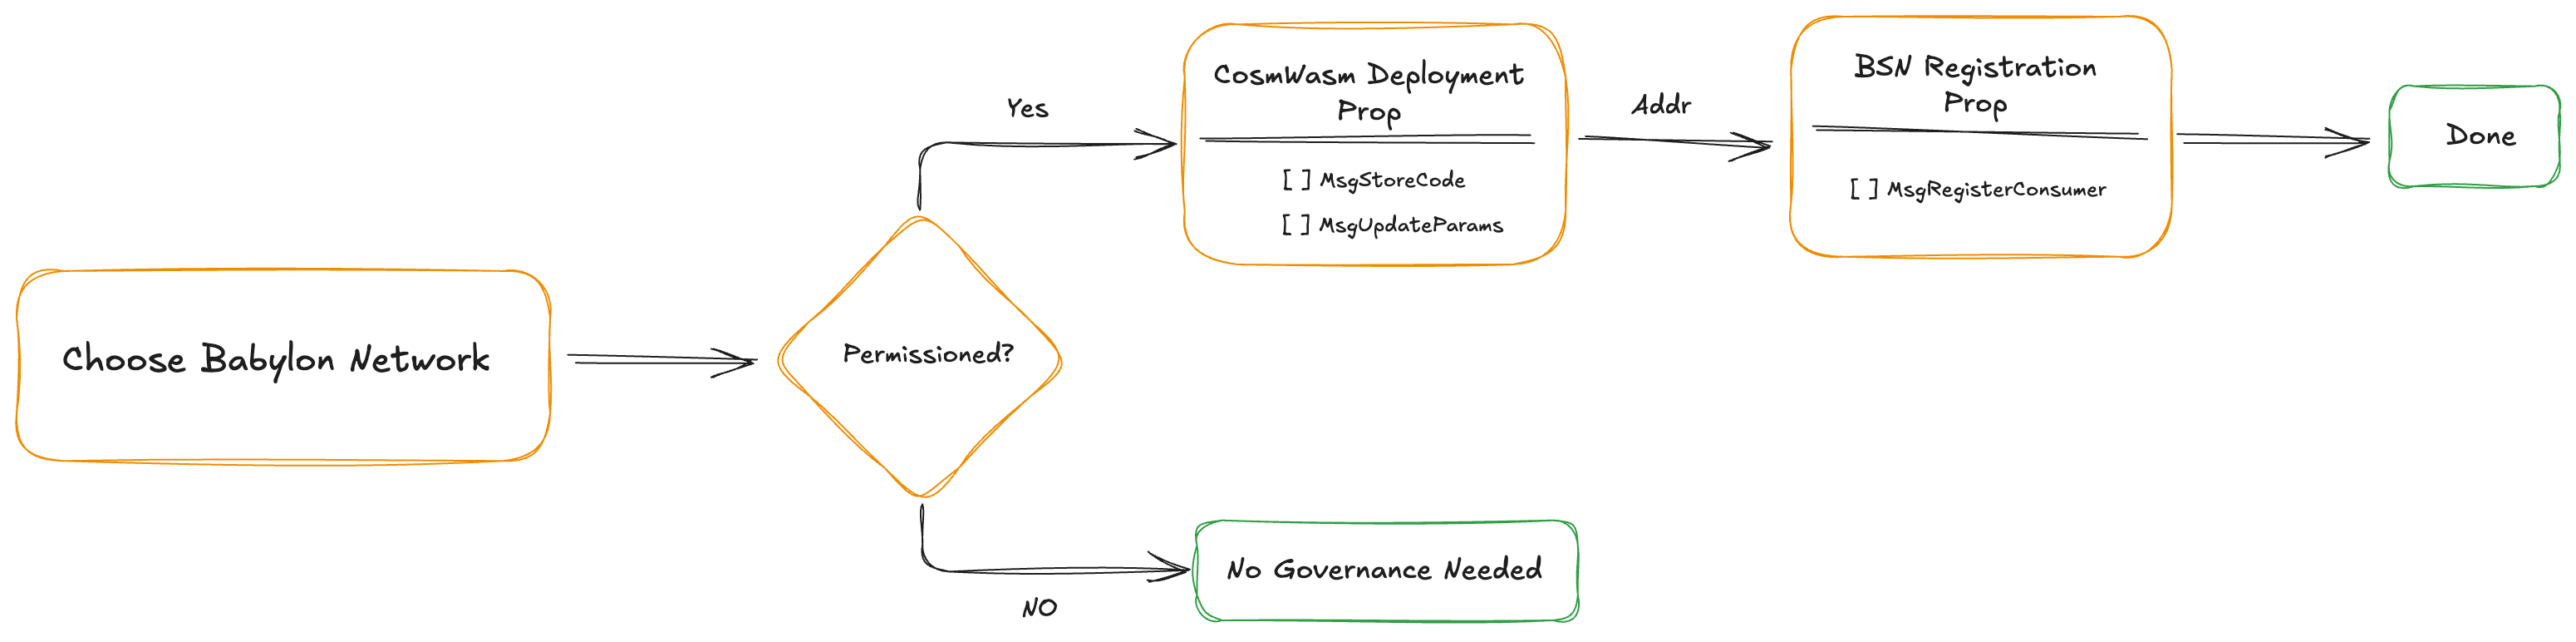 Choose Babylon Network
Permissioned?
Yes
CosmWasm Deployment
Prop
[ ] MsgStoreCode
[ ] MsgUpdateParams
Addr
BSN Registration
Prop
[ ] MsgRegisterConsumer
Done
NO
No Governance Needed